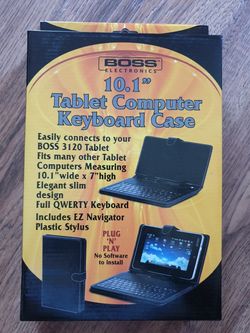 BOSS
ELECTRONICS
10.1”
Tablet Computer
Keyboard Case
Easily connects to your
BOSS 3120 Tablet
Fits many other Tablet
Computers Measuring
10.1”wide x 7”high
Elegant slim
design
Full QWERTY Keyboard
Includes EZ Navigator
Plastic Stylus
PLUG
'N'
PLAY
No Software
to install